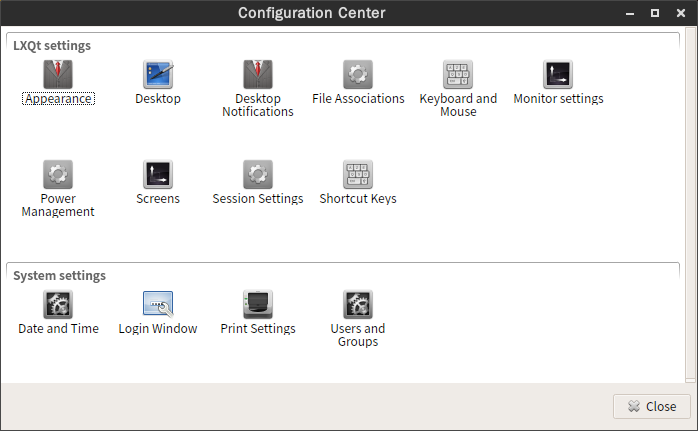 Configuration Center
LXQt settings
Appearance
Desktop
Desktop
Notifications
File Associations
Keyboard and
Mouse
Monitor settings
Power
Management
Screens
Session Settings
Shortcut Keys
System settings
Date and Time
Login Window
Print Settings
Users and
Groups
Close